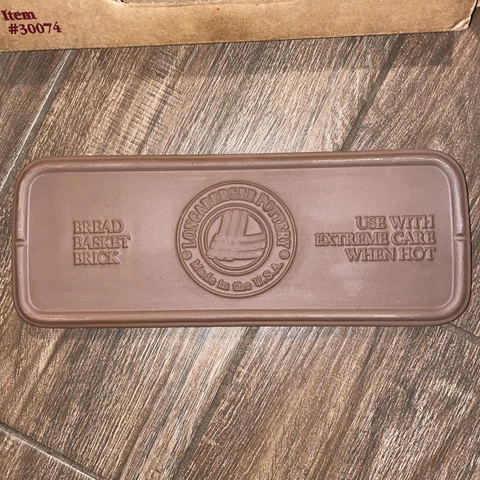 Item
#30074
BREAD
BASKET
BRICK
LONGABERGER POTTERY
Made in the U.S.A.
USE WITH
EXTREME CARE
WHEN HOT